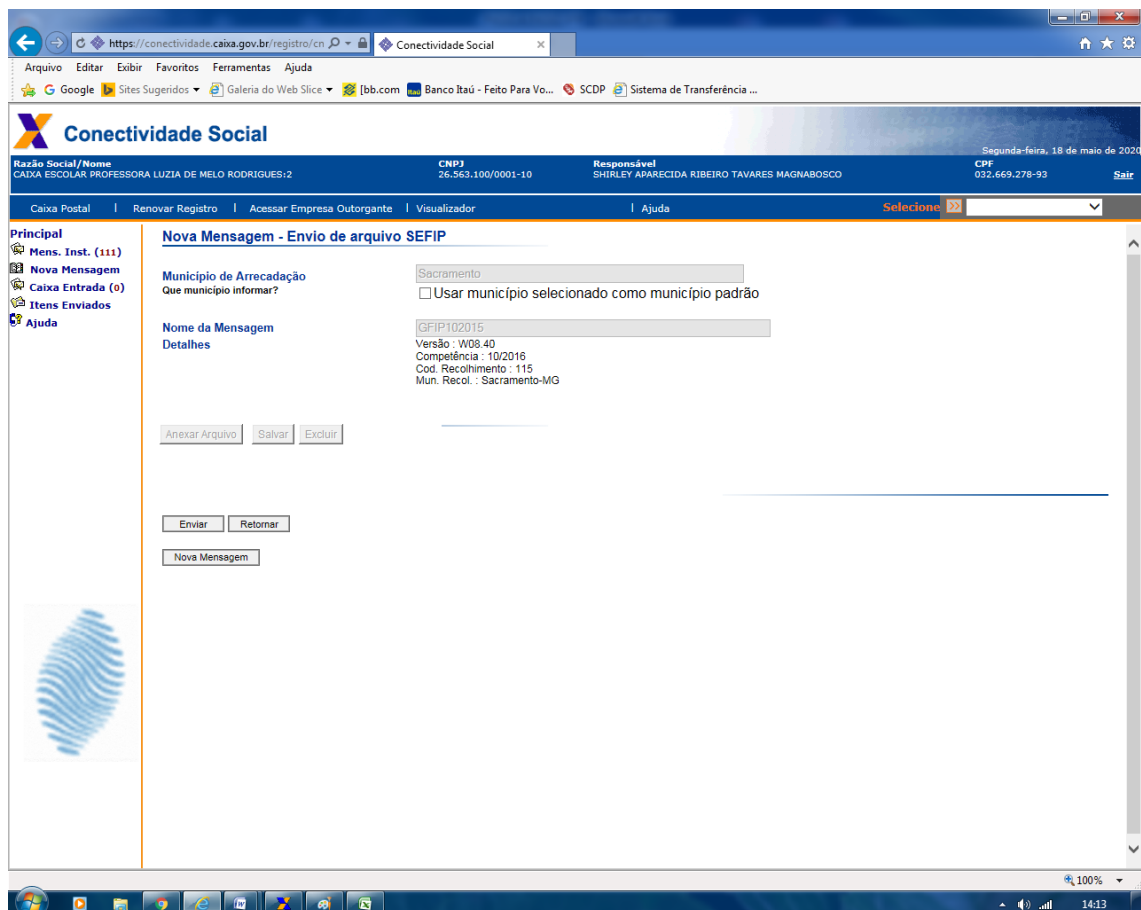 https://conectividade.caixa.gov.br/registro/cn
Conectividade Social
Arquivo Editar Exibir Favoritos Ferramentas Ajuda
Google Sites Sugeridos Galeria do Web Slice [bb.com Banco Itaú - Feito Para Vo... SCDP Sistema de Transferência ...
Conectividade Social
Segunda-feira, 18 de maio de 2020
Razão Social/Nome CNPJ Responsável CPF
CAIXA ESCOLAR PROFESSORA LUZIA DE MELO RODRIGUES:2 26.563.100/0001-10 SHIRLEY APARECIDA RIBEIRO TAVARES MAGNABOSCO 032.669.278-93 Sair
Caixa Postal | Renovar Registro | Acessar Empresa Outorgante | Visualizador | Ajuda Selecione
Principal
Mens. Inst. (111)
Nova Mensagem
Caixa Entrada (0)
Itens Enviados
Ajuda
Nova Mensagem - Envio de arquivo SEFIP
Município de Arrecadação Sacramento
Que município informar? Usar município selecionado como município padrão
Nome da Mensagem GFIP102015
Detalhes Versão : W08.40
Competência : 10/2016
Cod. Recolhimento : 115
Mun. Recol. : Sacramento-MG
Anexar Arquivo Salvar Excluir
Enviar Retornar
Nova Mensagem
100%
14:13